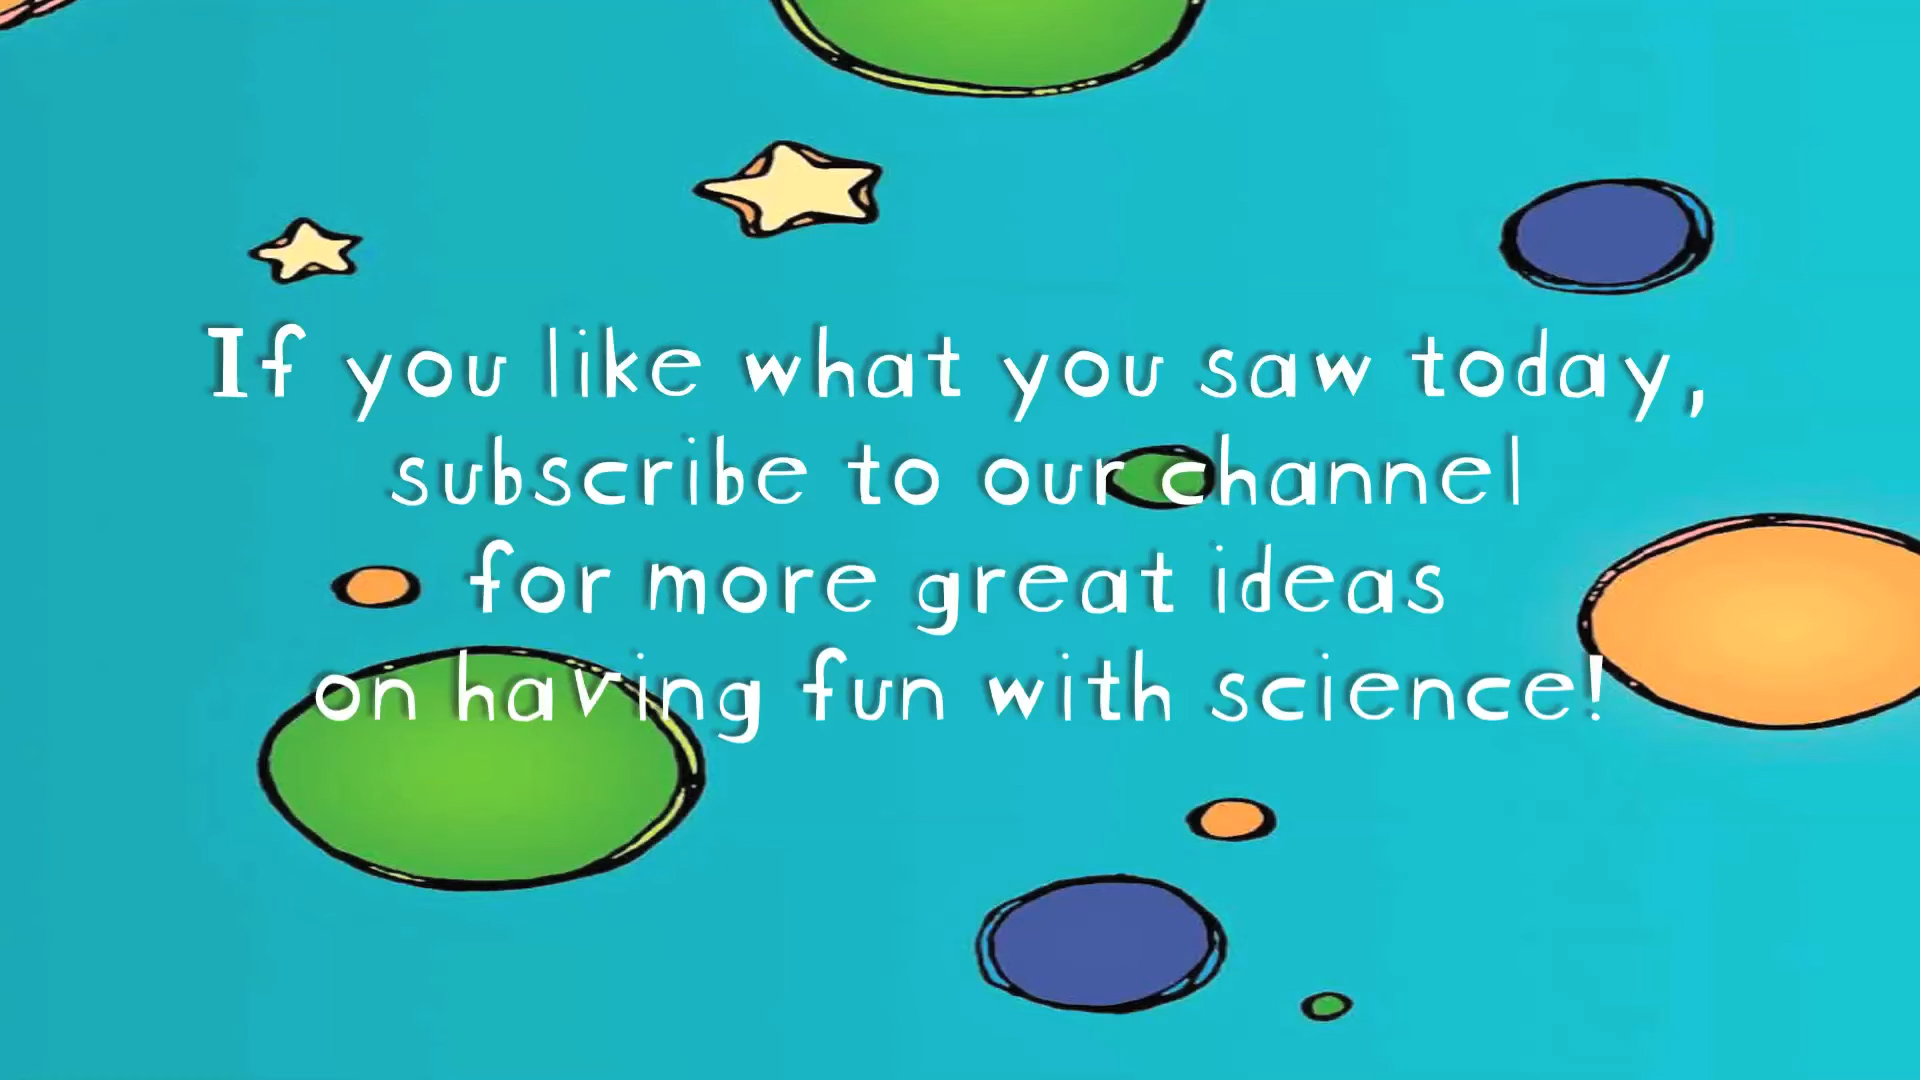 If you like what you saw today,
subscribe to our channel
for more great ideas
on having fun with science!